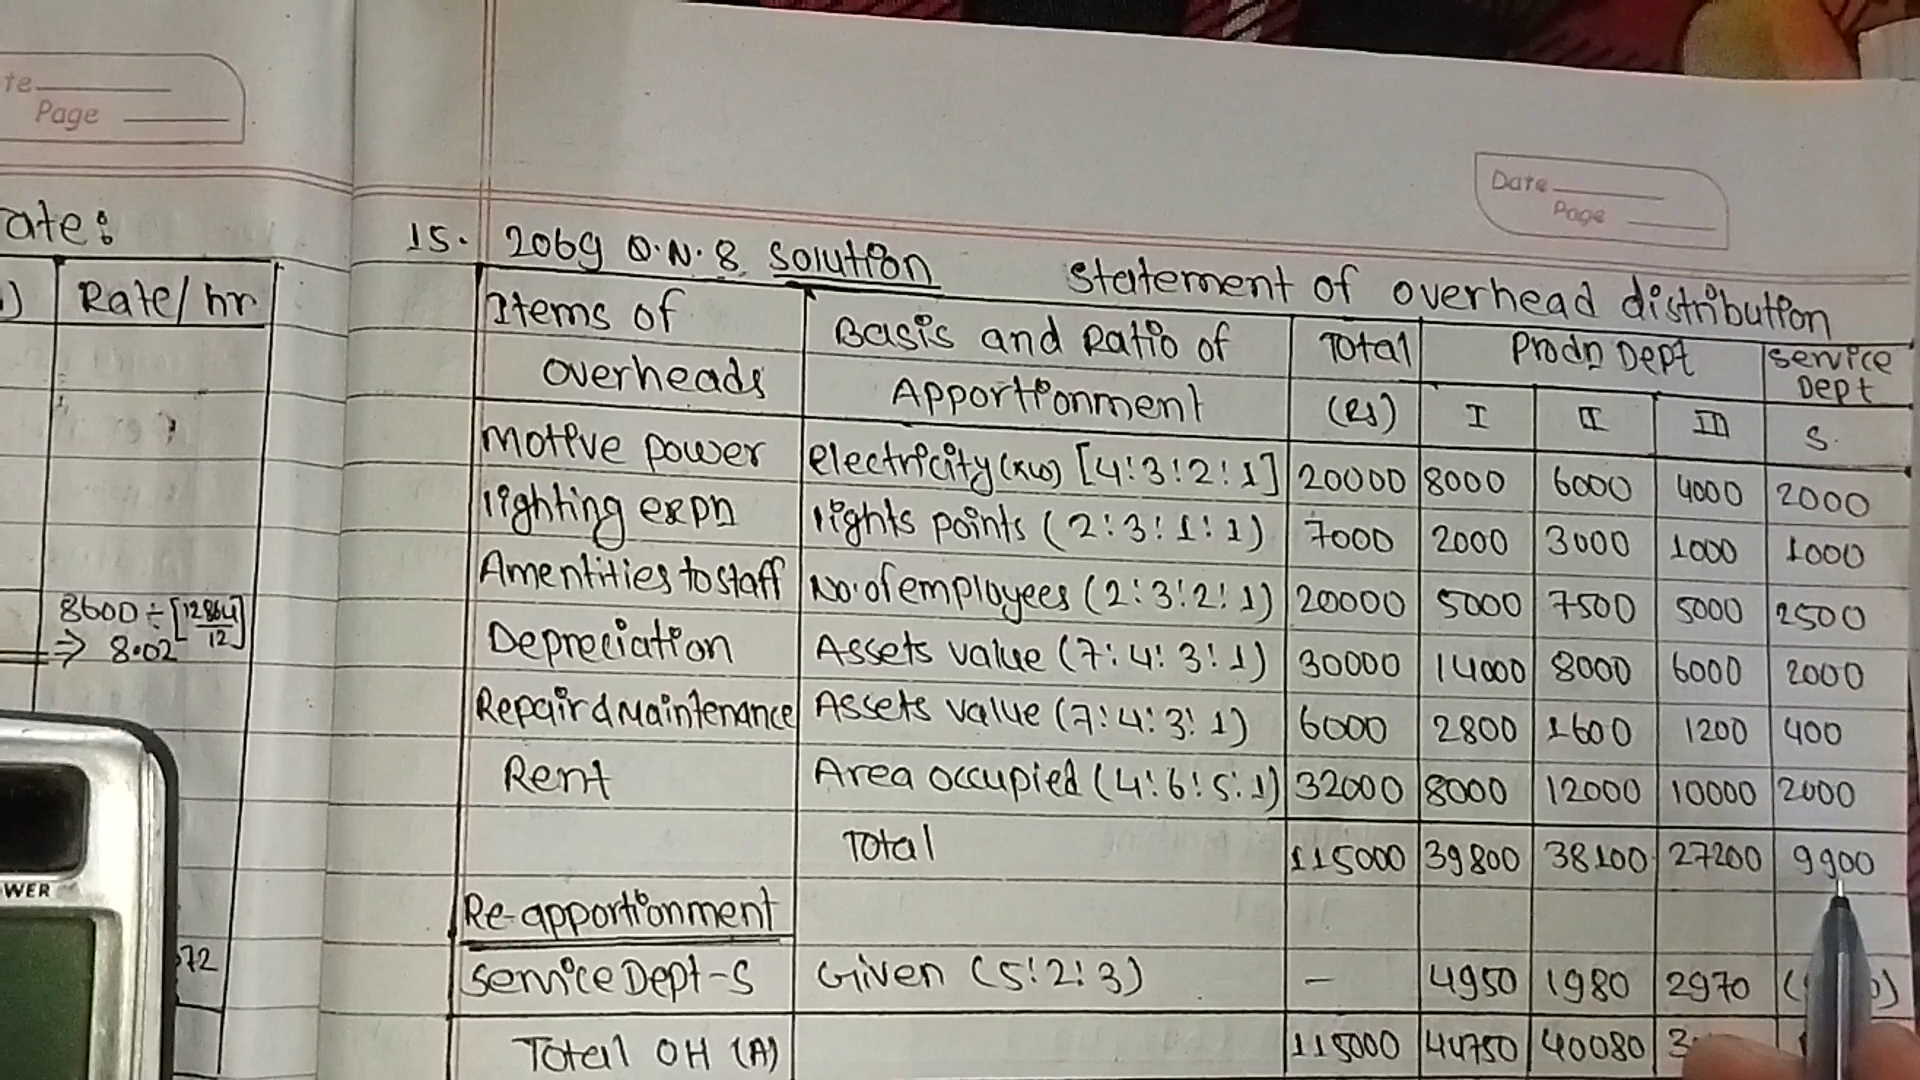 te
Page
Date
Page
ate:
) Rate/hr
8600 ÷ [12864/12]
⇒ 8.02
72
WER
15. 2069 Q.N.8 Solution Statement of overhead distribution
Items of overheads | Basis and Ratio of Apportionment | Total (Rs) | Prodn Dept I | II | III | Service Dept S.
Motive power | electricity (kw) [4:3:2:1] | 20000 | 8000 | 6000 | 4000 | 2000
lighting expn | lights points (2:3:1:1) | 7000 | 2000 | 3000 | 1000 | 1000
Amentities to staff | No. of employees (2:3:2:1) | 20000 | 5000 | 7500 | 5000 | 2500
Depreciation | Assets value (7:4:3:1) | 30000 | 14000 | 8000 | 6000 | 2000
Repair & Maintenance | Assets value (7:4:3:1) | 6000 | 2800 | 1600 | 1200 | 400
Rent | Area occupied (4:6:5:1) | 32000 | 8000 | 12000 | 10000 | 2000
Total | 115000 | 39800 | 38100 | 27200 | 9900
Re-apportionment
Service Dept-S | Given (5:2:3) | - | 4950 | 1980 | 2970
Total OH (A) | 115000 | 44750 | 40080